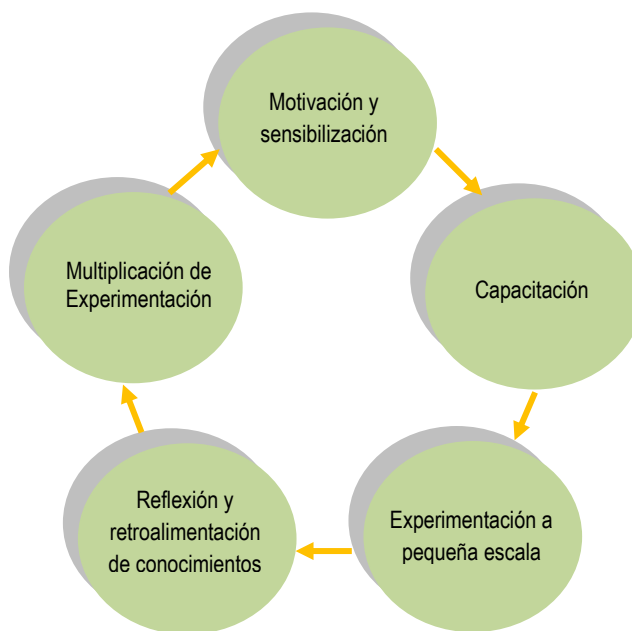 Motivación y
sensibilización
Capacitación
Experimentación a
pequeña escala
Reflexión y
retroalimentación
de conocimientos
Multiplicación de
Experimentación